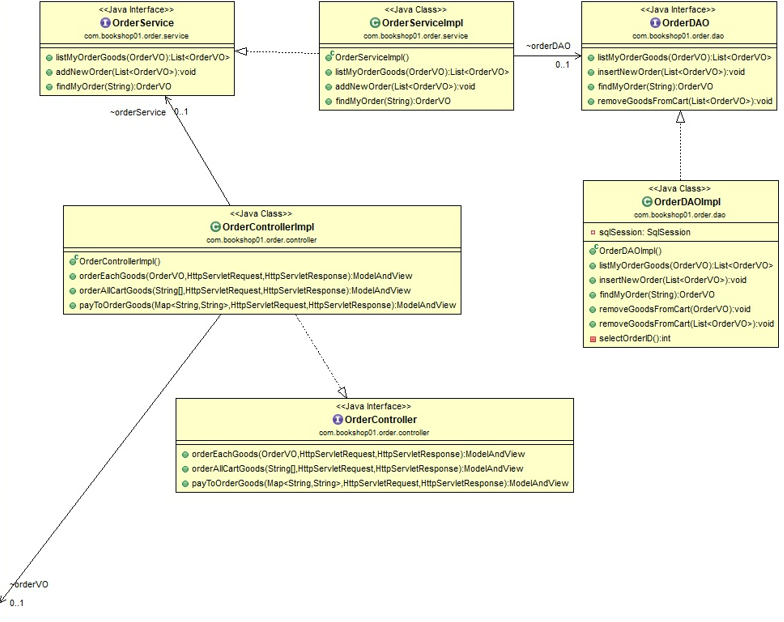 <<Java Interface>>
OrderService
com.bookshop01.order.service
listMyOrderGoods(OrderVO):List<OrderVO>
addNewOrder(List<OrderVO>):void
findMyOrder(String):OrderVO
<<Java Class>>
OrderServiceImpl
com.bookshop01.order.service
OrderServiceImpl()
listMyOrderGoods(OrderVO):List<OrderVO>
addNewOrder(List<OrderVO>):void
findMyOrder(String):OrderVO
~orderDAO
0..1
<<Java Interface>>
OrderDAO
com.bookshop01.order.dao
listMyOrderGoods(OrderVO):List<OrderVO>
insertNewOrder(List<OrderVO>):void
findMyOrder(String):OrderVO
removeGoodsFromCart(List<OrderVO>):void
~orderService
0..1
<<Java Class>>
OrderControllerImpl
com.bookshop01.order.controller
OrderControllerImpl()
orderEachGoods(OrderVO,HttpServletRequest,HttpServletResponse):ModelAndView
orderAllCartGoods(String[],HttpServletRequest,HttpServletResponse):ModelAndView
payToOrderGoods(Map<String,String>,HttpServletRequest,HttpServletResponse):ModelAndView
<<Java Class>>
OrderDAOImpl
com.bookshop01.order.dao
sqlSession: SqlSession
OrderDAOImpl()
listMyOrderGoods(OrderVO):List<OrderVO>
insertNewOrder(List<OrderVO>):void
findMyOrder(String):OrderVO
removeGoodsFromCart(OrderVO):void
removeGoodsFromCart(List<OrderVO>):void
selectOrderID():int
<<Java Interface>>
OrderController
com.bookshop01.order.controller
orderEachGoods(OrderVO,HttpServletRequest,HttpServletResponse):ModelAndView
orderAllCartGoods(String[],HttpServletRequest,HttpServletResponse):ModelAndView
payToOrderGoods(Map<String,String>,HttpServletRequest,HttpServletResponse):ModelAndView
~orderVO
0..1